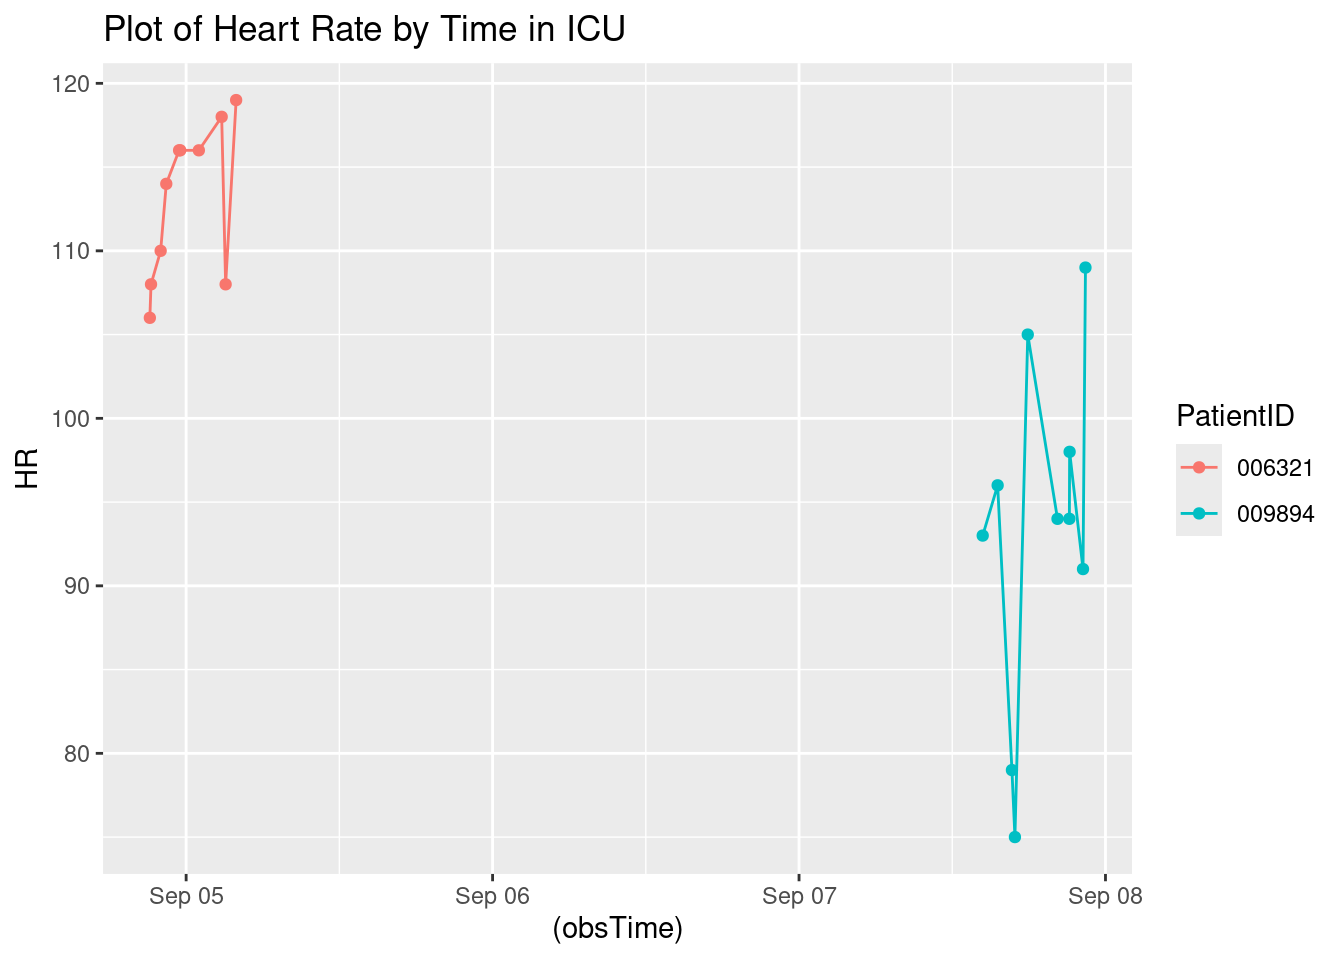 Plot of Heart Rate by Time in ICU
120
110
100
90
80
HR
Sep 05
Sep 06
Sep 07
Sep 08
(obsTime)
PatientID
006321
009894